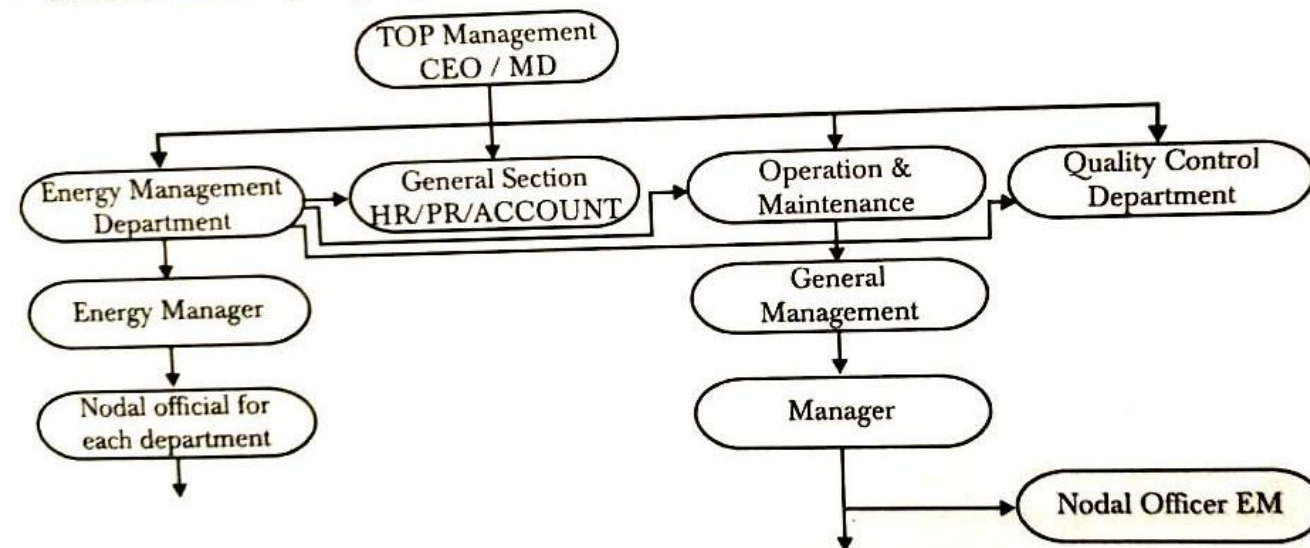 TOP Management
CEO / MD
Energy Management
Department
General Section
HR/PR/ACCOUNT
Operation &
Maintenance
Quality Control
Department
Energy Manager
General
Management
Nodal official for
each department
Manager
Nodal Officer EM